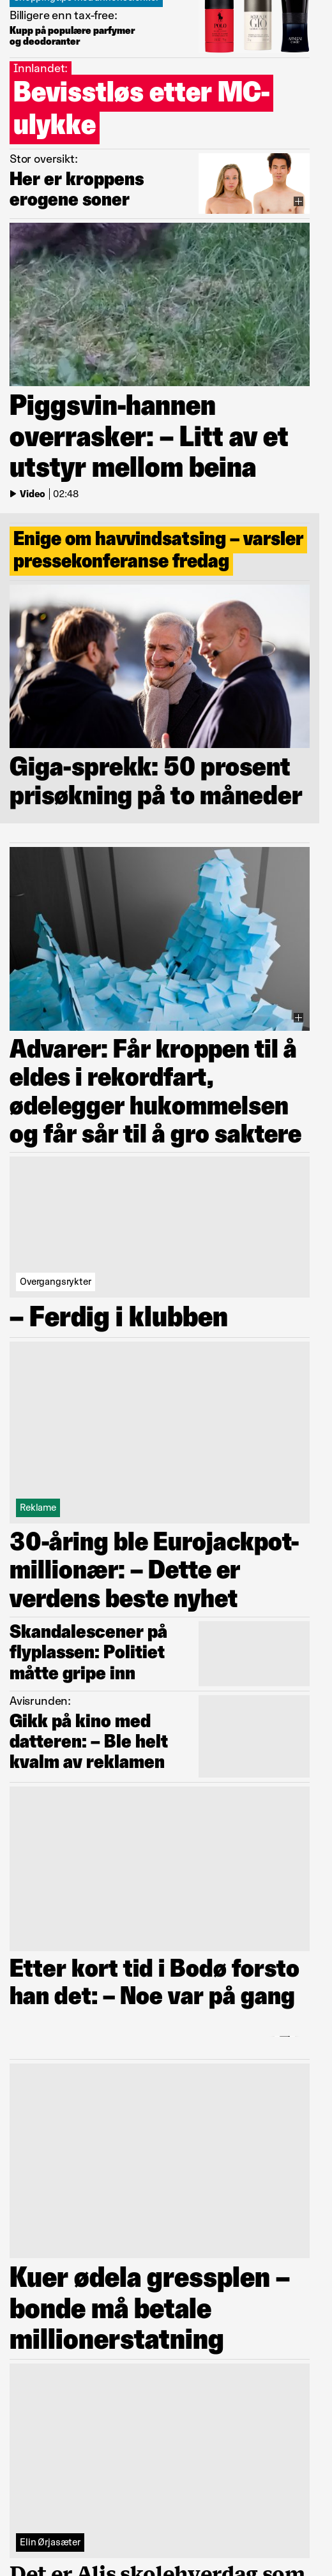 Billigere enn tax-free:
Kupp på populære parfymer
og deodoranter
Innlandet:
Bevisstløs etter MC-
ulykke
Stor oversikt:
Her er kroppens
erogene soner
Piggsvin-hannen
overrasker: – Litt av et
utstyr mellom beina
Video | 02:48
Enige om havvindsatsing – varsler
pressekonferanse fredag
Giga-sprekk: 50 prosent
prisøkning på to måneder
Advarer: Får kroppen til å
eldes i rekordfart,
ødelegger hukommelsen
og får sår til å gro saktere
Overgangsrykter
– Ferdig i klubben
Reklame
30-åring ble Eurojackpot-
millionær: – Dette er
verdens beste nyhet
Skandalescener på
flyplassen: Politiet
måtte gripe inn
Avisrunden:
Gikk på kino med
datteren: – Ble helt
kvalm av reklamen
Etter kort tid i Bodø forsto
han det: – Noe var på gang
Kuer ødela gressplen –
bonde må betale
millionerstatning
Elin Ørjasæter
Det er Alis skolehverdag som